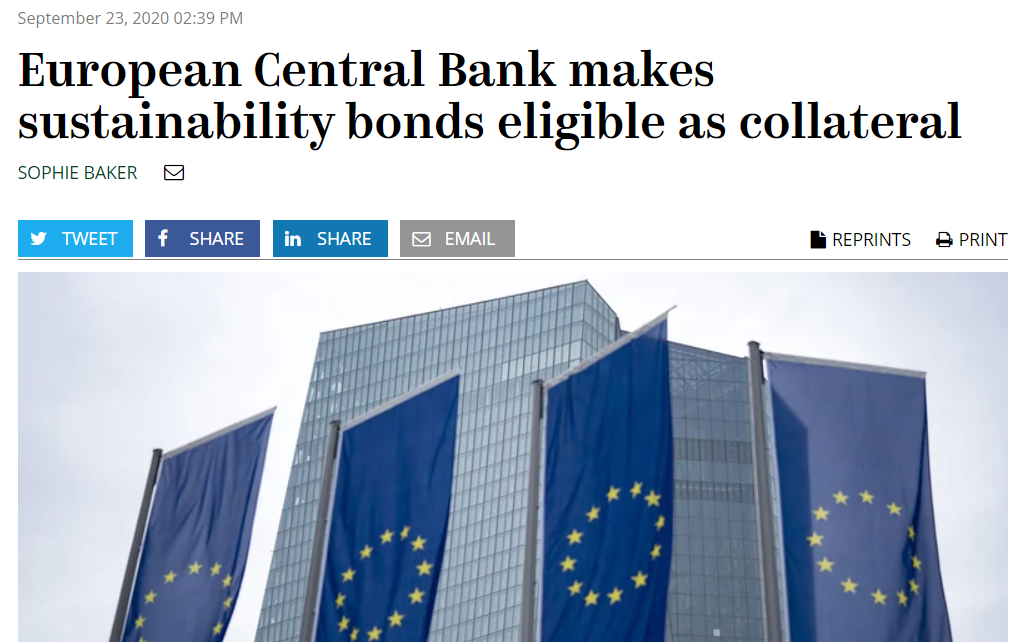 September 23, 2020 02:39 PM
European Central Bank makes
sustainability bonds eligible as collateral
SOPHIE BAKER
TWEET SHARE SHARE EMAIL REPRINTS PRINT